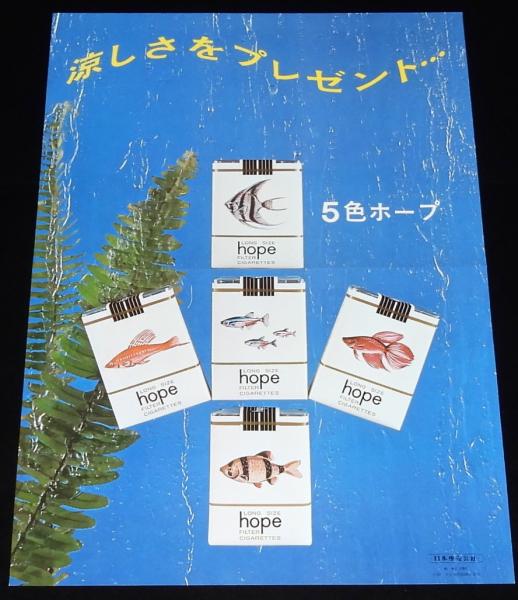 涼しさをプレゼント…
5色ホープ
LONG SIZE
hope
FILTER
CIGARETTES
LONG SIZE
hope
FILTER
CIGARETTES
LONG SIZE
hope
FILTER
CIGARETTES
LONG SIZE
hope
FILTER
CIGARETTES
LONG SIZE
hope
FILTER
CIGARETTES
日本専売公社